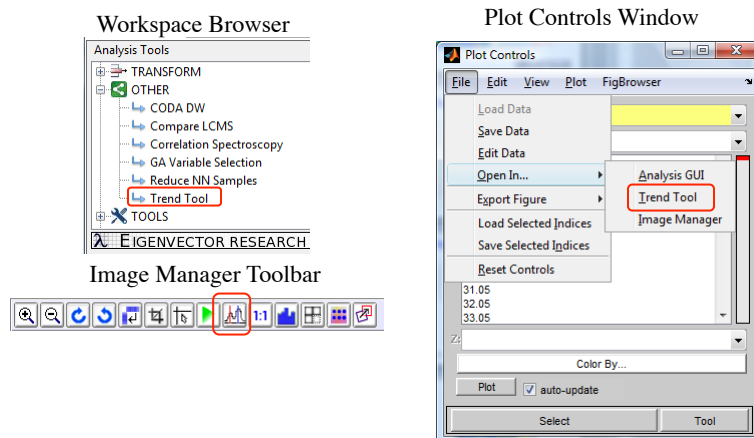 Workspace Browser
Analysis Tools
TRANSFORM
OTHER
CODA DW
Compare LCMS
Correlation Spectroscopy
GA Variable Selection
Reduce NN Samples
Trend Tool
TOOLS
λ EIGENVECTOR RESEARCH
Image Manager Toolbar
1:1
Plot Controls Window
Plot Controls
File Edit View Plot FigBrowser
Load Data
Save Data
Edit Data
Open In...
Export Figure
Load Selected Indices
Save Selected Indices
Reset Controls
Analysis GUI
Trend Tool
Image Manager
31.05
32.05
33.05
Z:
Color By...
Plot auto-update
Select Tool